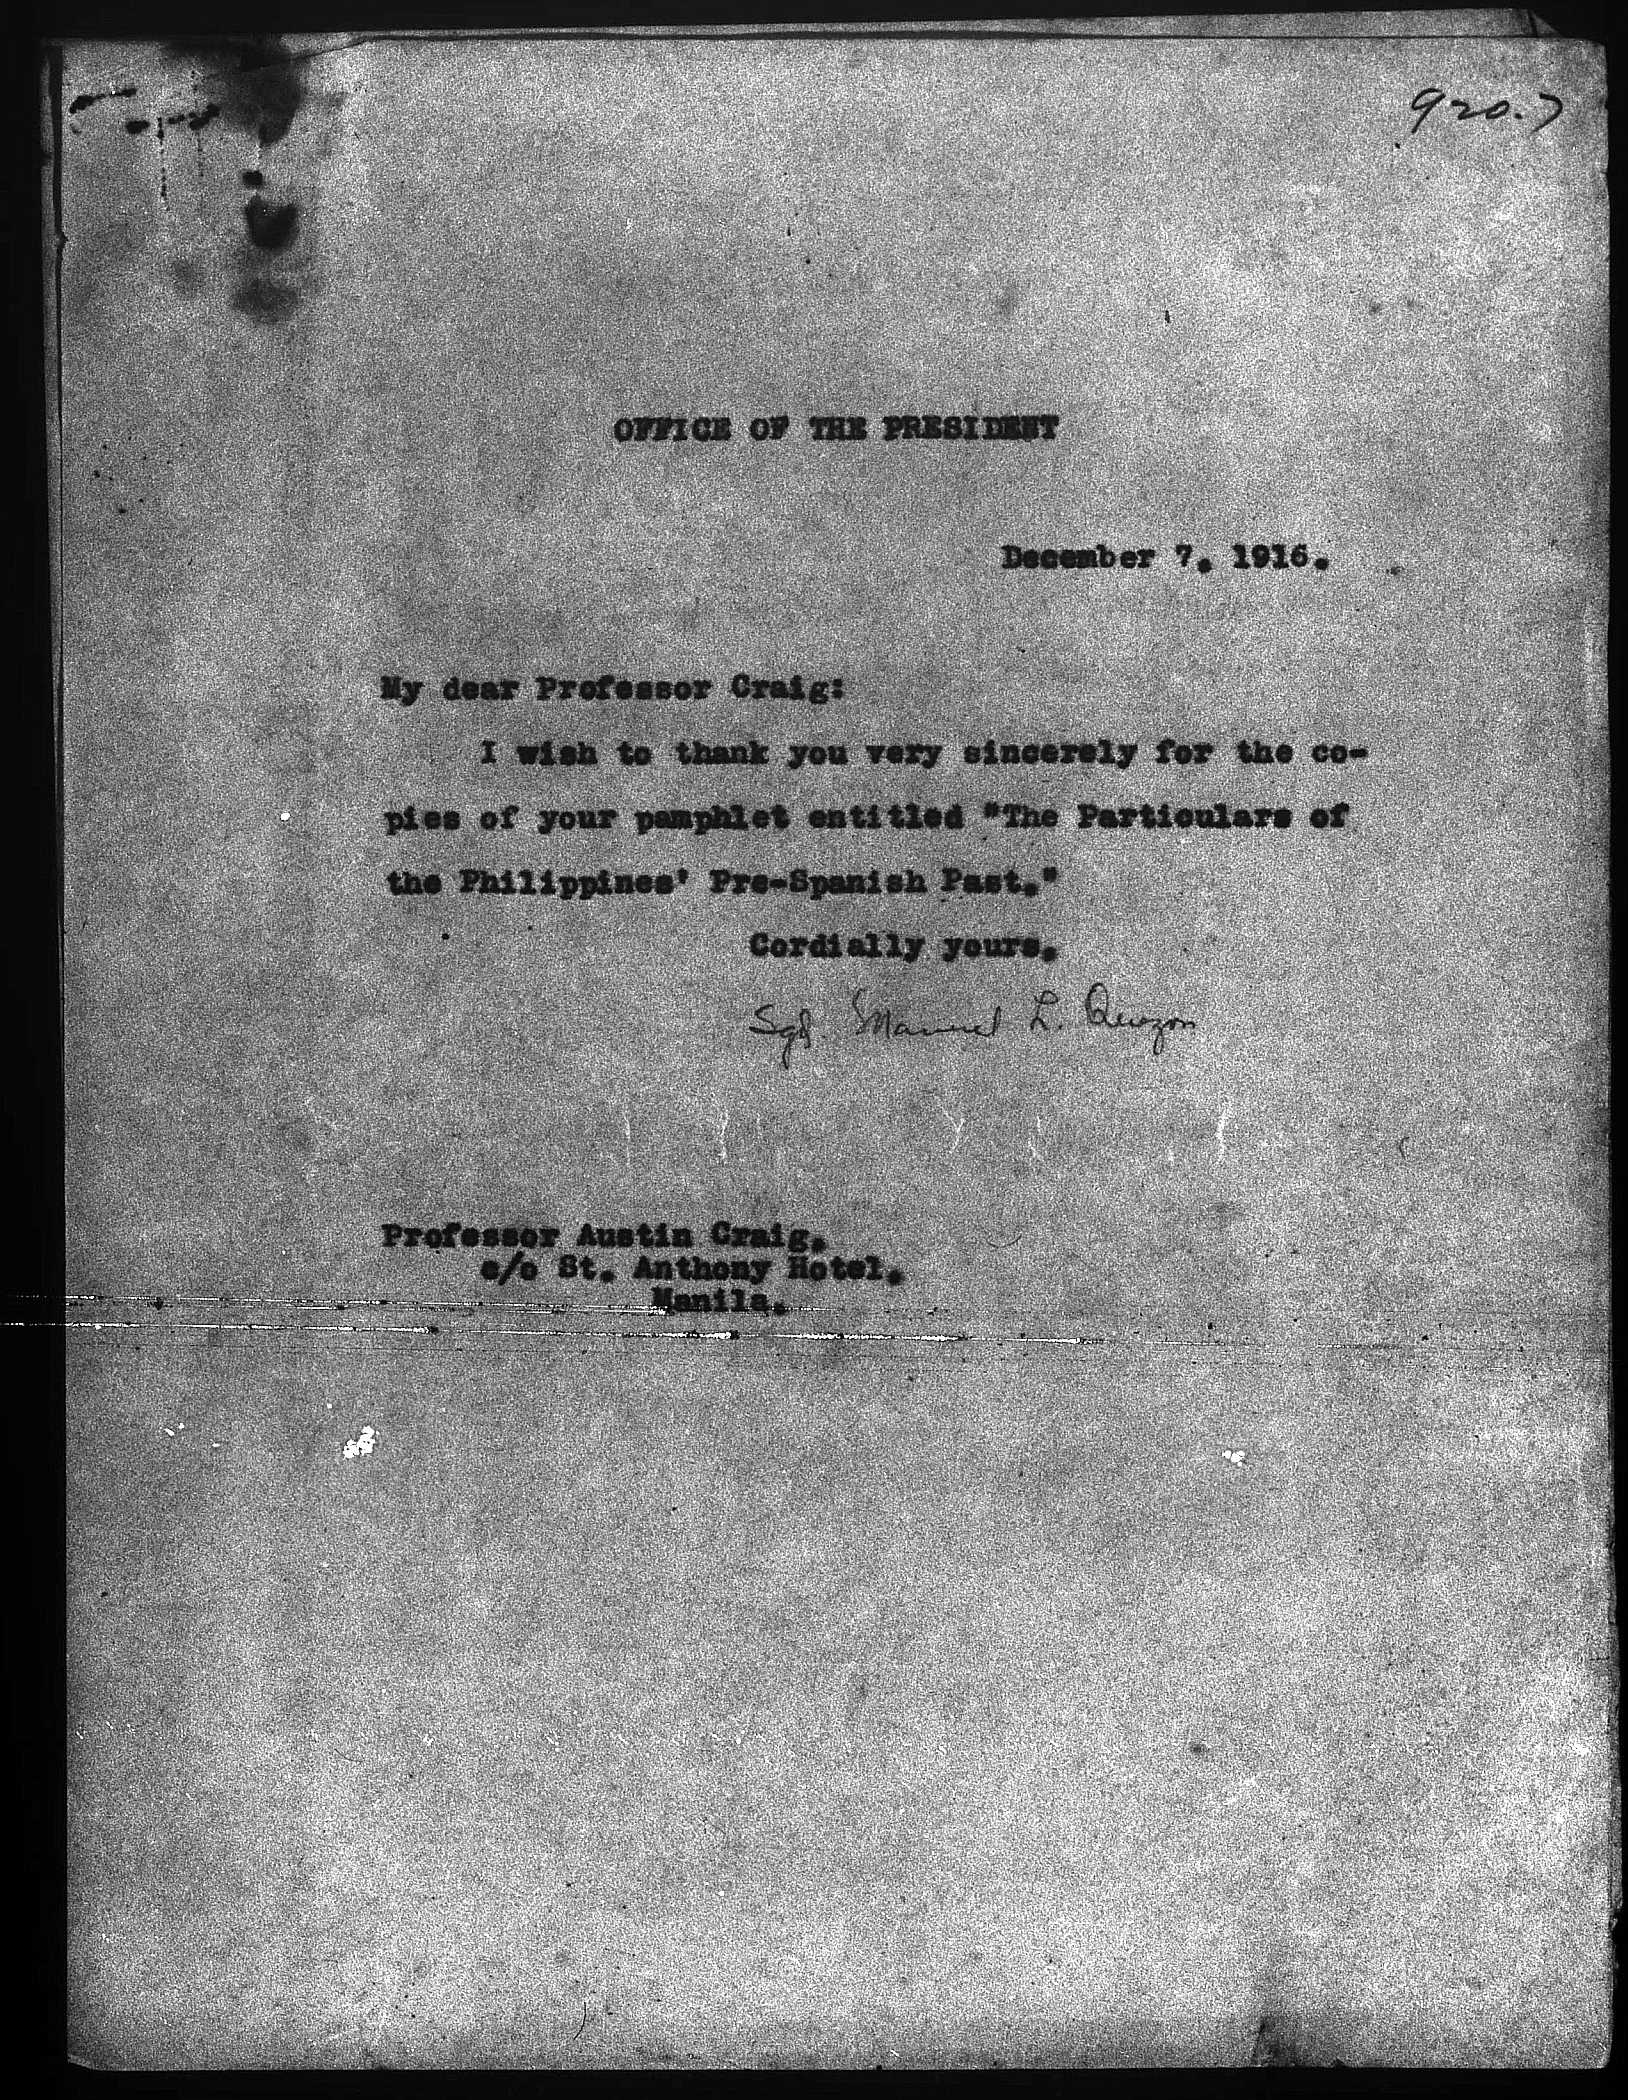 920.7
OFFICE OF THE PRESIDENT
December 7, 1916.
My dear Professor Craig:
I wish to thank you very sincerely for the co-
pies of your pamphlet entitled "The Particulars of
the Philippines' Pre-Spanish Past."
Cordially yours,
Sgd. Manuel L. Quezon
Professor Austin Craig,
c/o St. Anthony Hotel,
Manila.